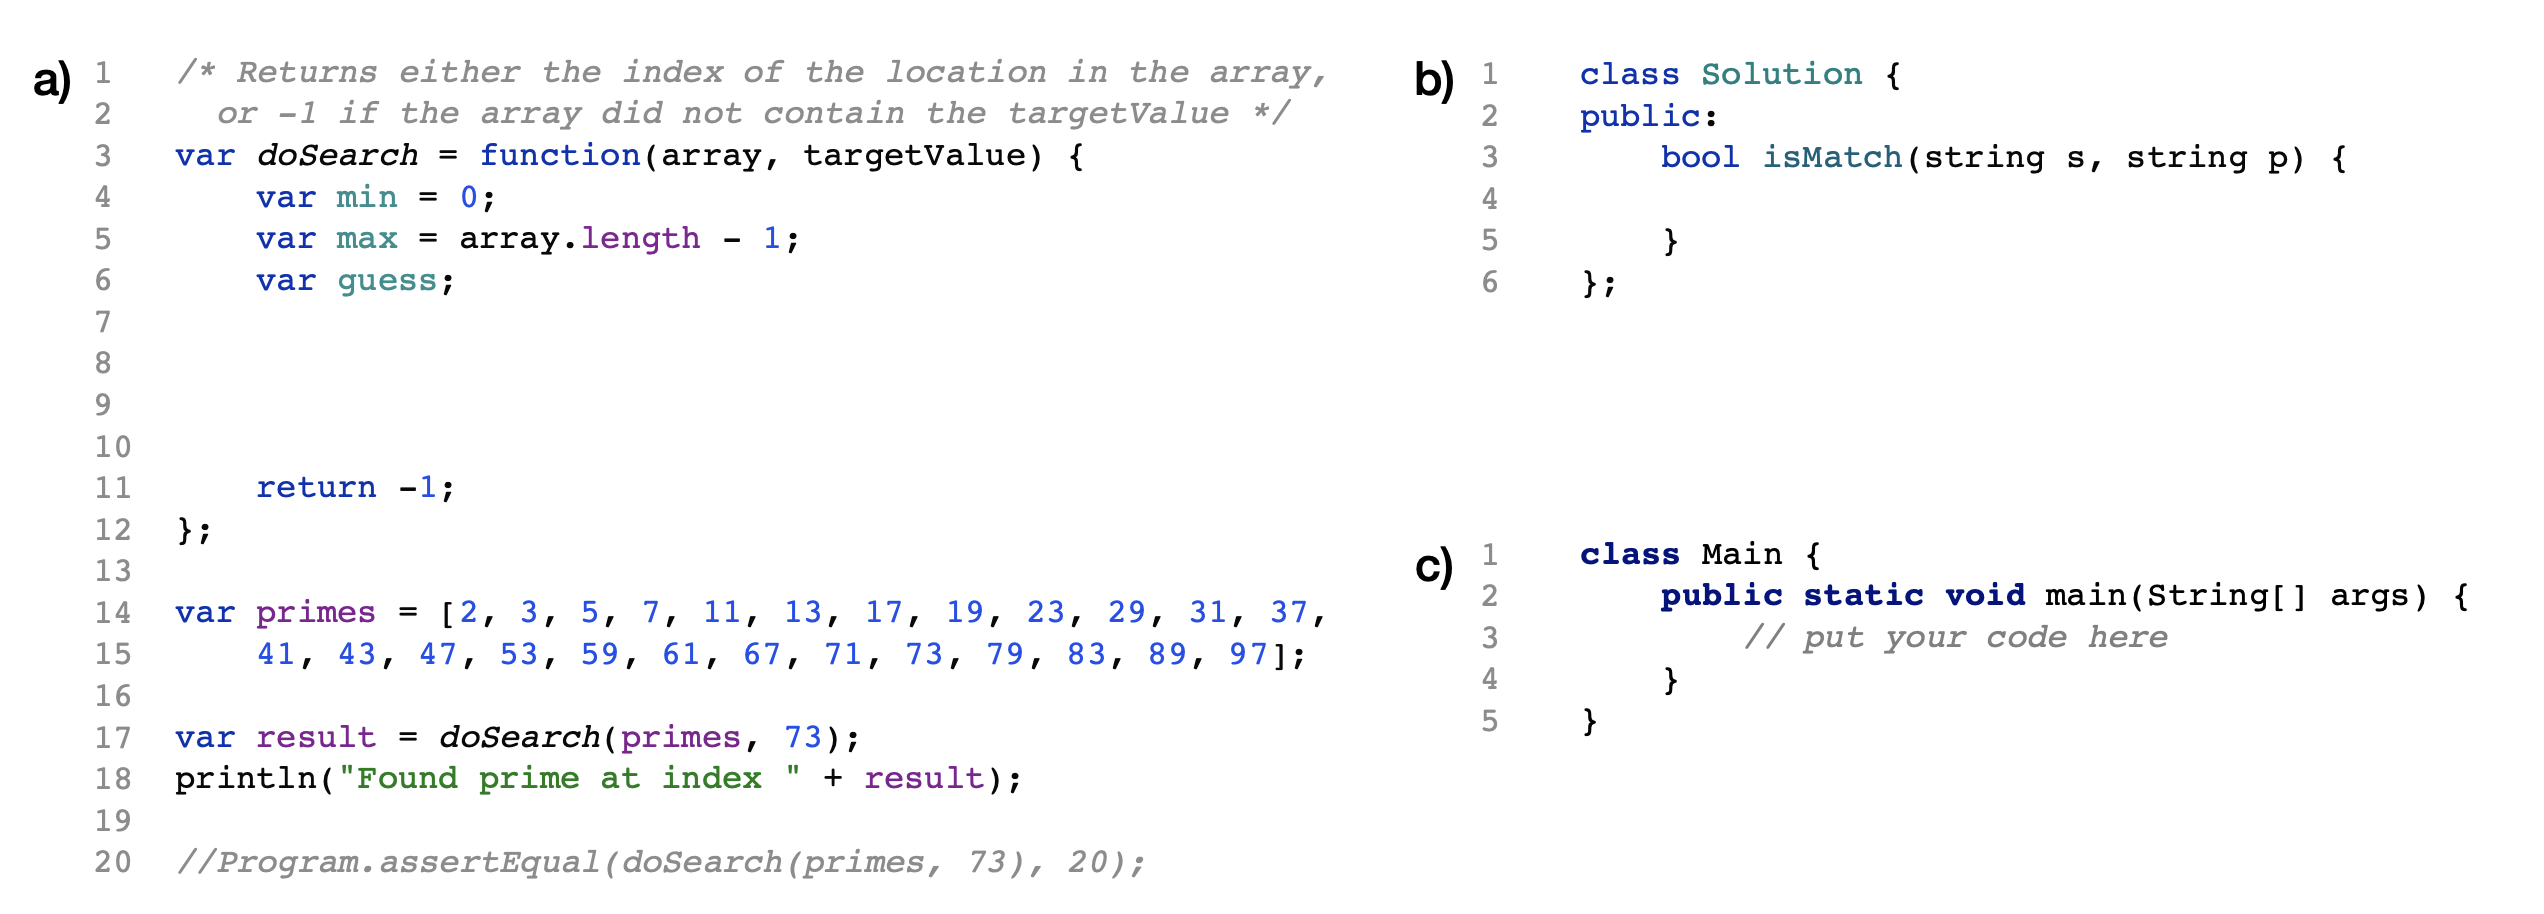 a)
1 /* Returns either the index of the location in the array,
2   or -1 if the array did not contain the targetValue */
3 var doSearch = function(array, targetValue) {
4     var min = 0;
5     var max = array.length - 1;
6     var guess;
7
8
9
10
11     return -1;
12 };
13
14 var primes = [2, 3, 5, 7, 11, 13, 17, 19, 23, 29, 31, 37,
15     41, 43, 47, 53, 59, 61, 67, 71, 73, 79, 83, 89, 97];
16
17 var result = doSearch(primes, 73);
18 println("Found prime at index " + result);
19
20 //Program.assertEqual(doSearch(primes, 73), 20);
b)
1 class Solution {
2 public:
3     bool isMatch(string s, string p) {
4
5     }
6 };
c)
1 class Main {
2     public static void main(String[] args) {
3         // put your code here
4     }
5 }